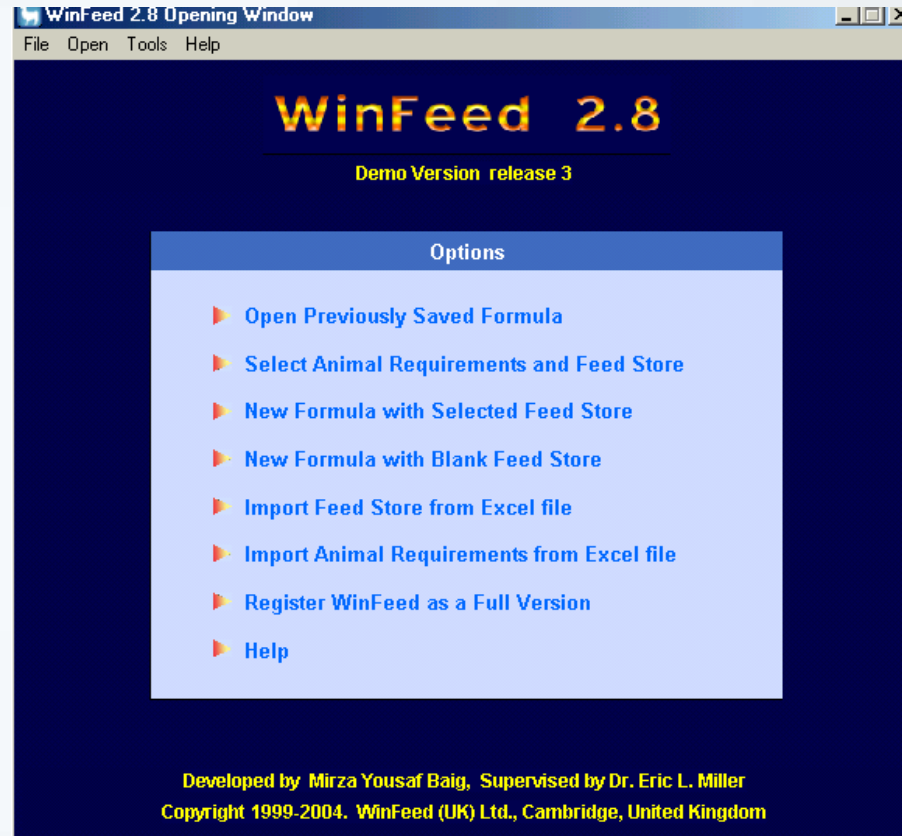 WinFeed 2.8 Opening Window
File Open Tools Help
WinFeed 2.8
Demo Version release 3
Options
Open Previously Saved Formula
Select Animal Requirements and Feed Store
New Formula with Selected Feed Store
New Formula with Blank Feed Store
Import Feed Store from Excel file
Import Animal Requirements from Excel file
Register WinFeed as a Full Version
Help
Developed by Mirza Yousaf Baig, Supervised by Dr. Eric L. Miller
Copyright 1999-2004. WinFeed (UK) Ltd., Cambridge, United Kingdom